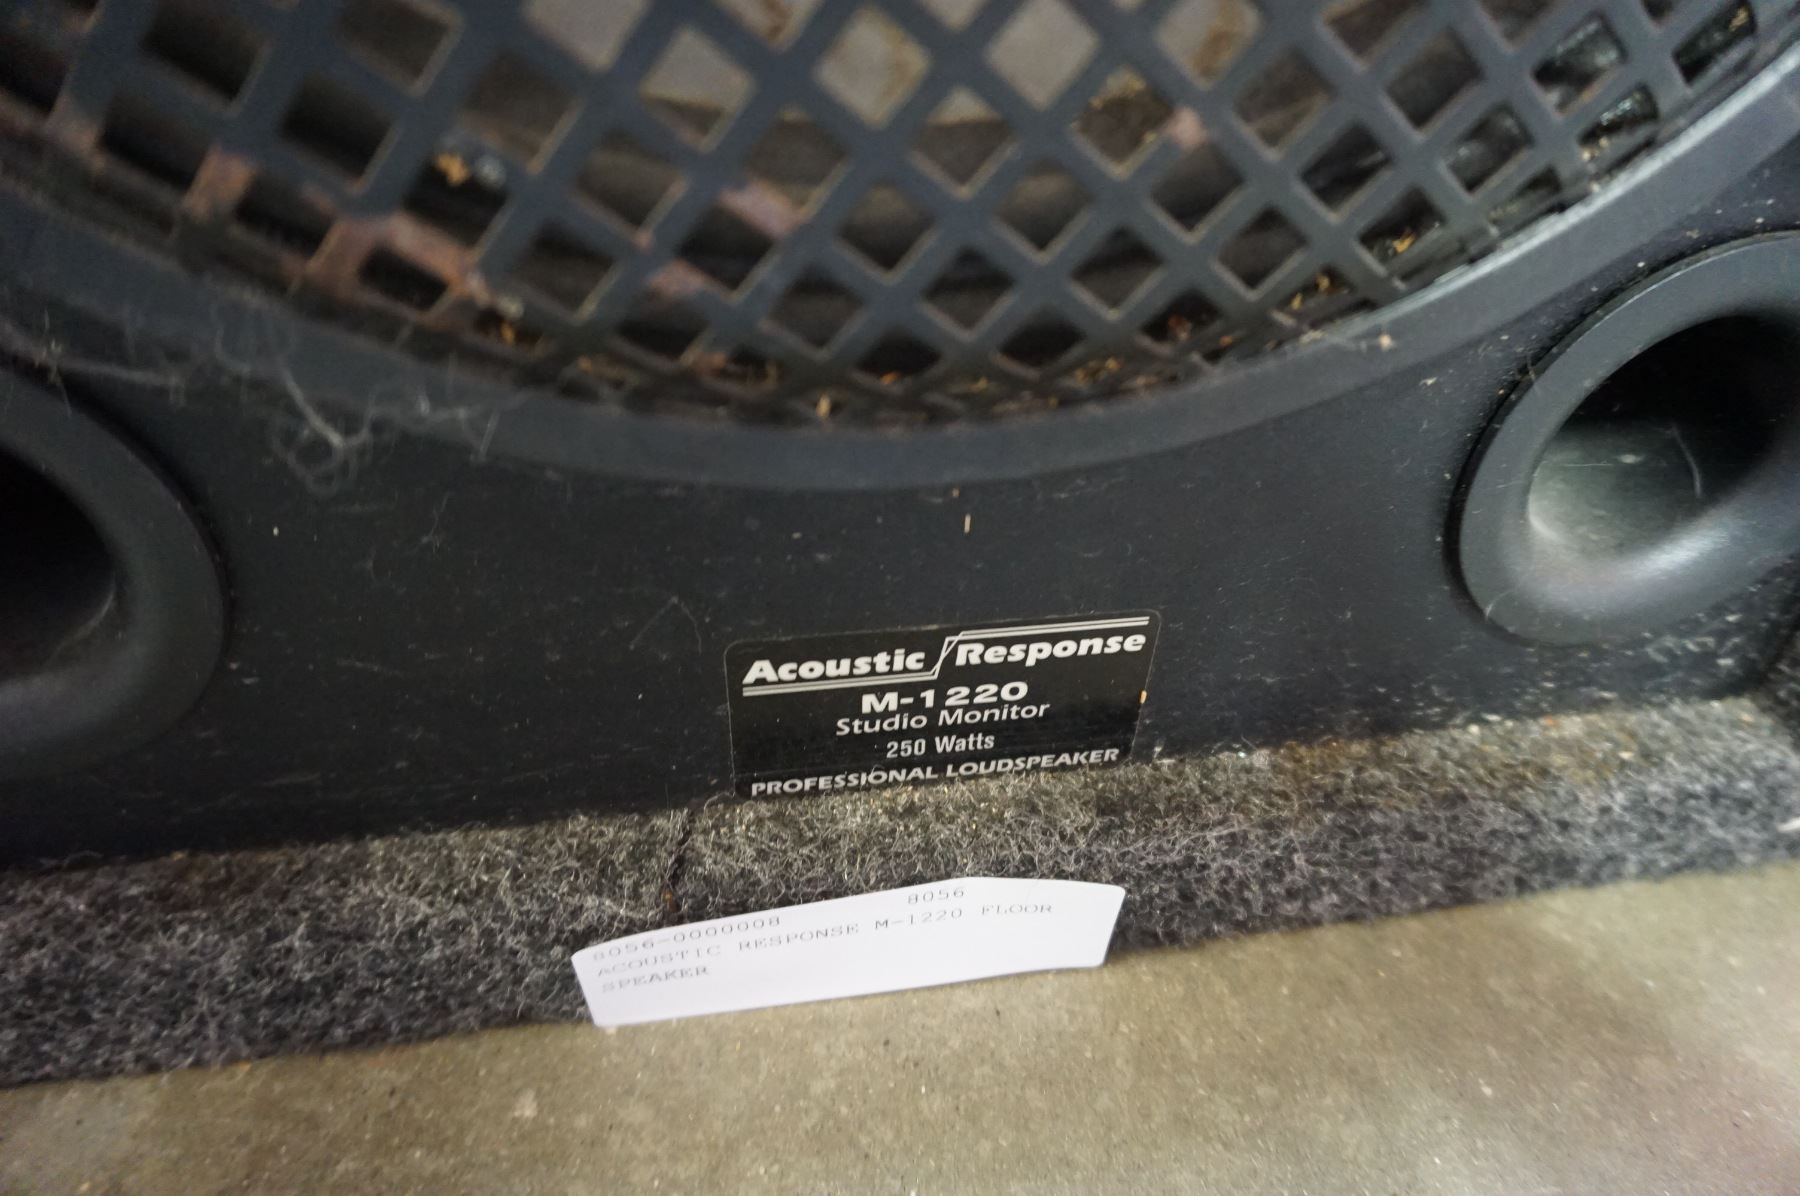 Acoustic Response
M-1220
Studio Monitor
250 Watts
PROFESSIONAL LOUDSPEAKER
8056-0000008 8056
ACOUSTIC RESPONSE M-1220 FLOOR
SPEAKER